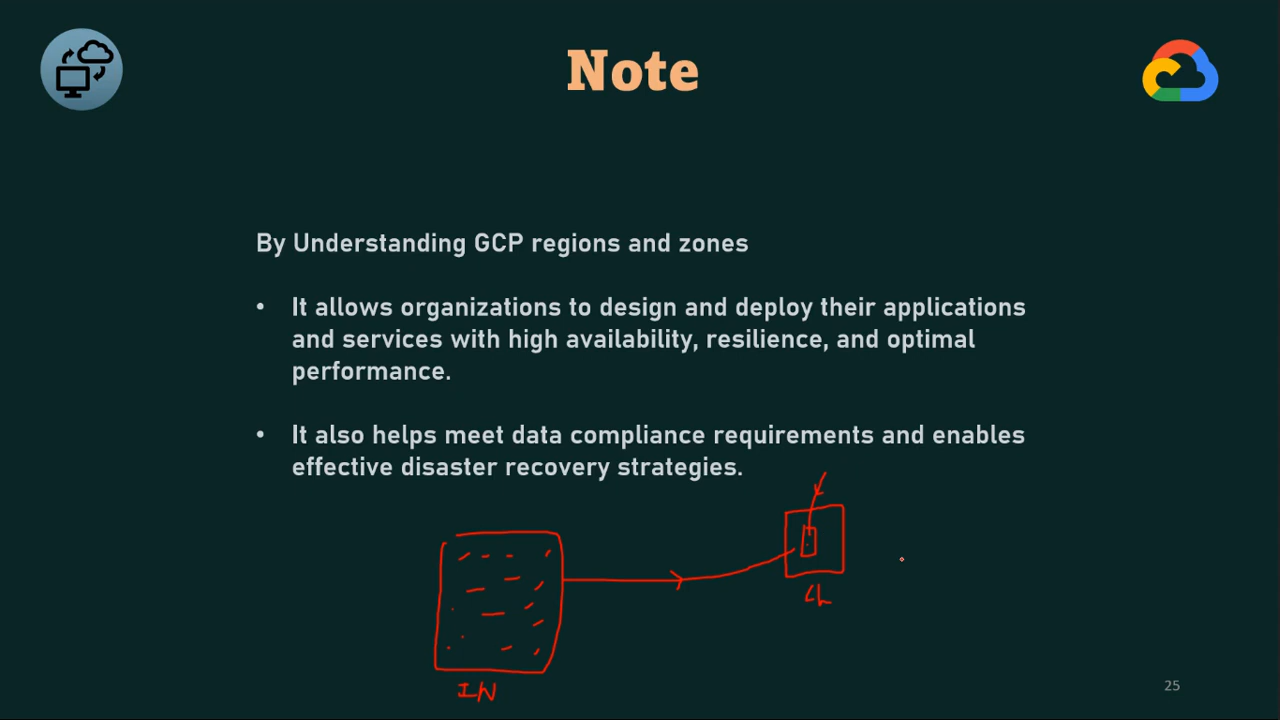 Note
By Understanding GCP regions and zones
• It allows organizations to design and deploy their applications
and services with high availability, resilience, and optimal
performance.
• It also helps meet data compliance requirements and enables
effective disaster recovery strategies.
IN
25